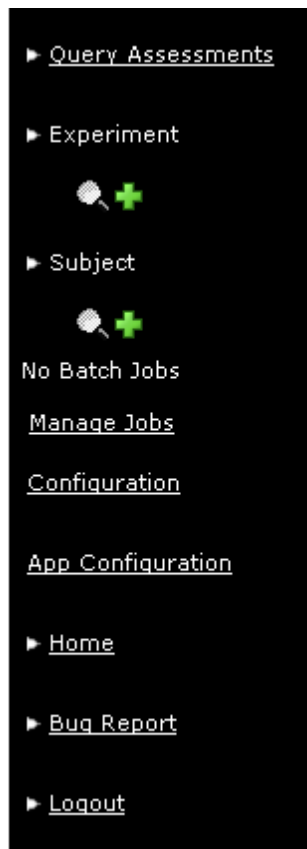 Query Assessments
Experiment
Subject
No Batch Jobs
Manage Jobs
Configuration
App Configuration
Home
Bug Report
Logout